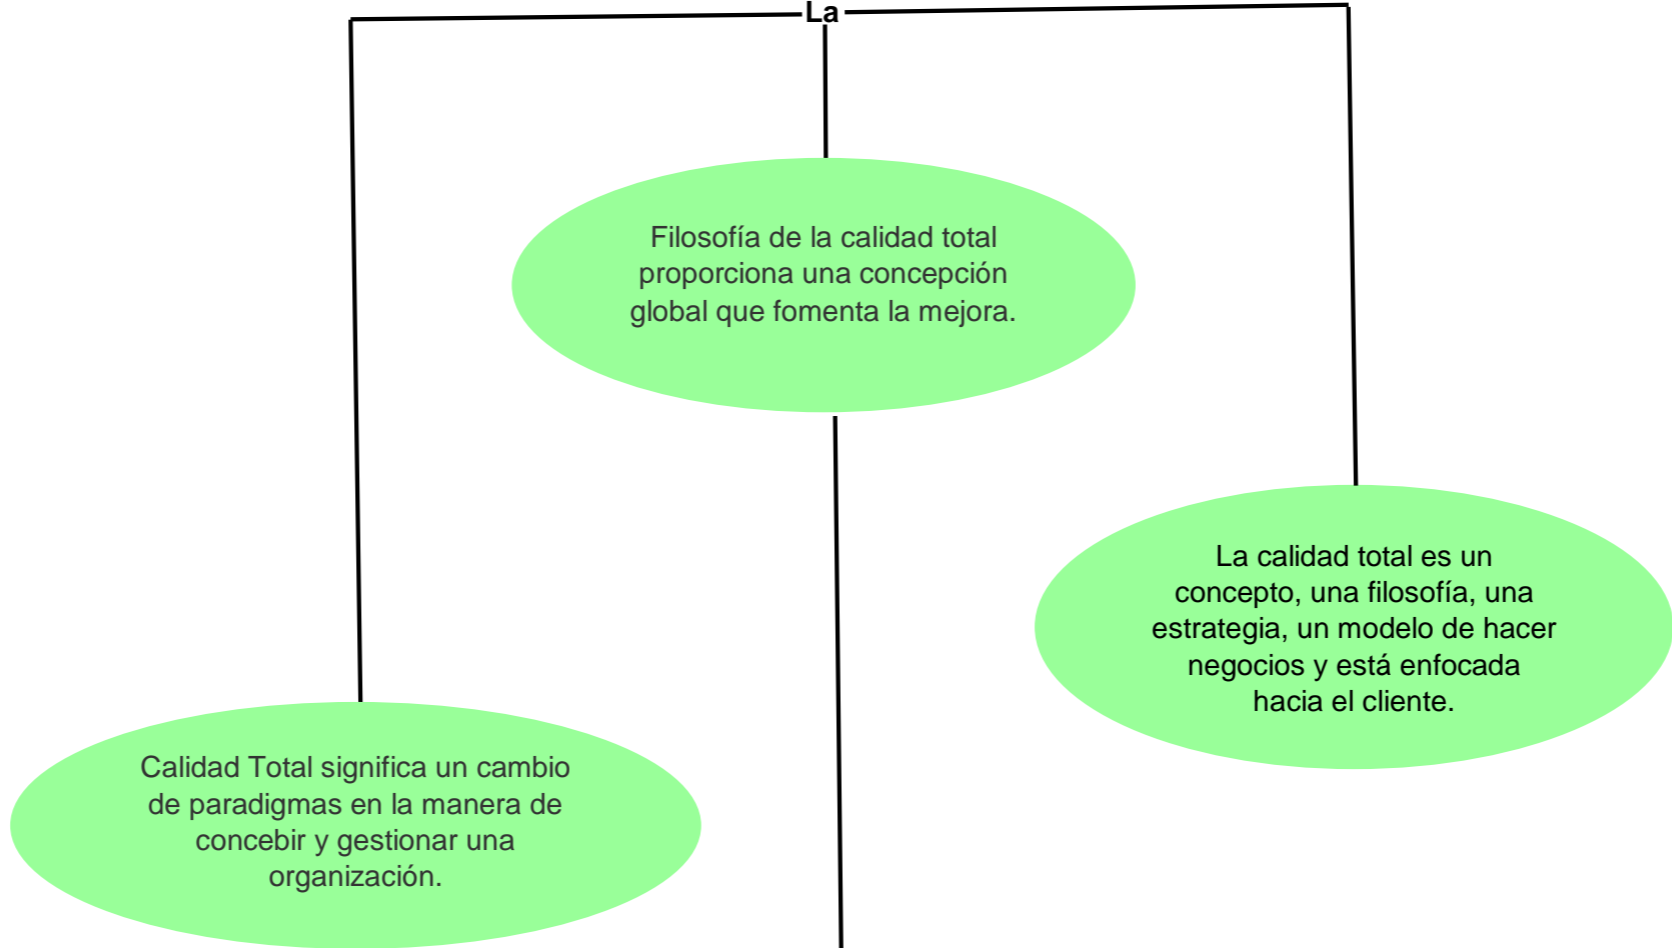 La
Filosofía de la calidad total
proporciona una concepción
global que fomenta la mejora.
La calidad total es un
concepto, una filosofía, una
estrategia, un modelo de hacer
negocios y está enfocada
hacia el cliente.
Calidad Total significa un cambio
de paradigmas en la manera de
concebir y gestionar una
organización.